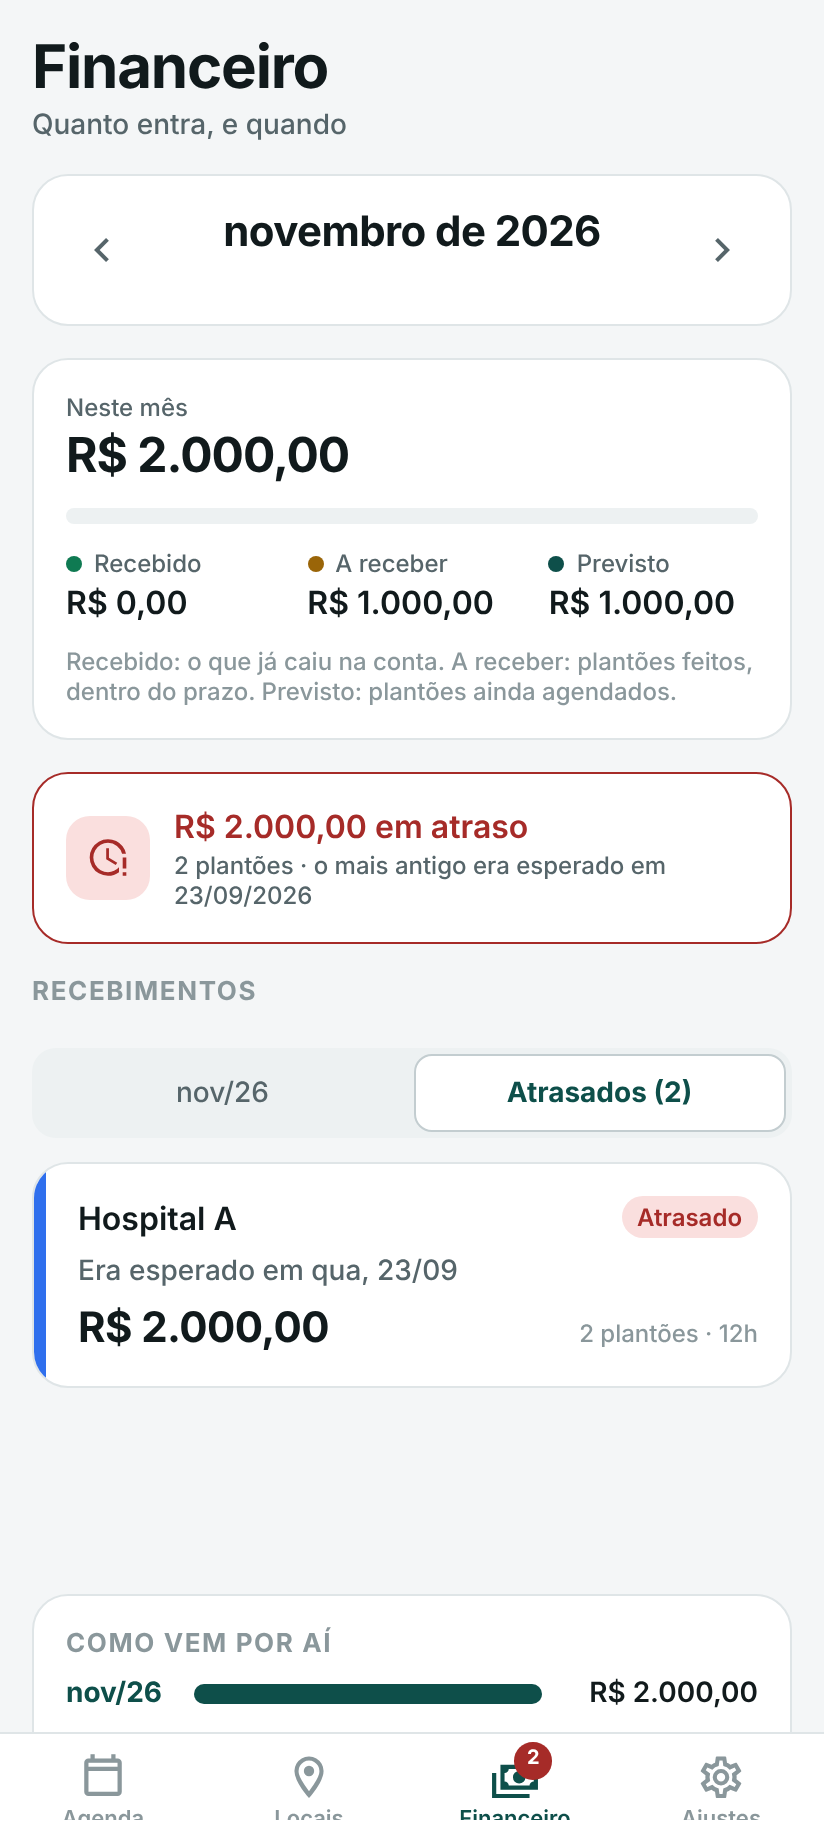 Financeiro
Quanto entra, e quando
novembro de 2026
Neste mês
R$ 2.000,00
Recebido
A receber
Previsto
R$ 0,00
R$ 1.000,00
R$ 1.000,00
Recebido: o que já caiu na conta. A receber: plantões feitos,
dentro do prazo. Previsto: plantões ainda agendados.
R$ 2.000,00 em atraso
2 plantões · o mais antigo era esperado em
23/09/2026
RECEBIMENTOS
nov/26
Atrasados (2)
Hospital A
Atrasado
Era esperado em qua, 23/09
R$ 2.000,00
2 plantões · 12h
COMO VEM POR AÍ
nov/26
R$ 2.000,00
2
Agenda
Locais
Financeiro
Ajustes